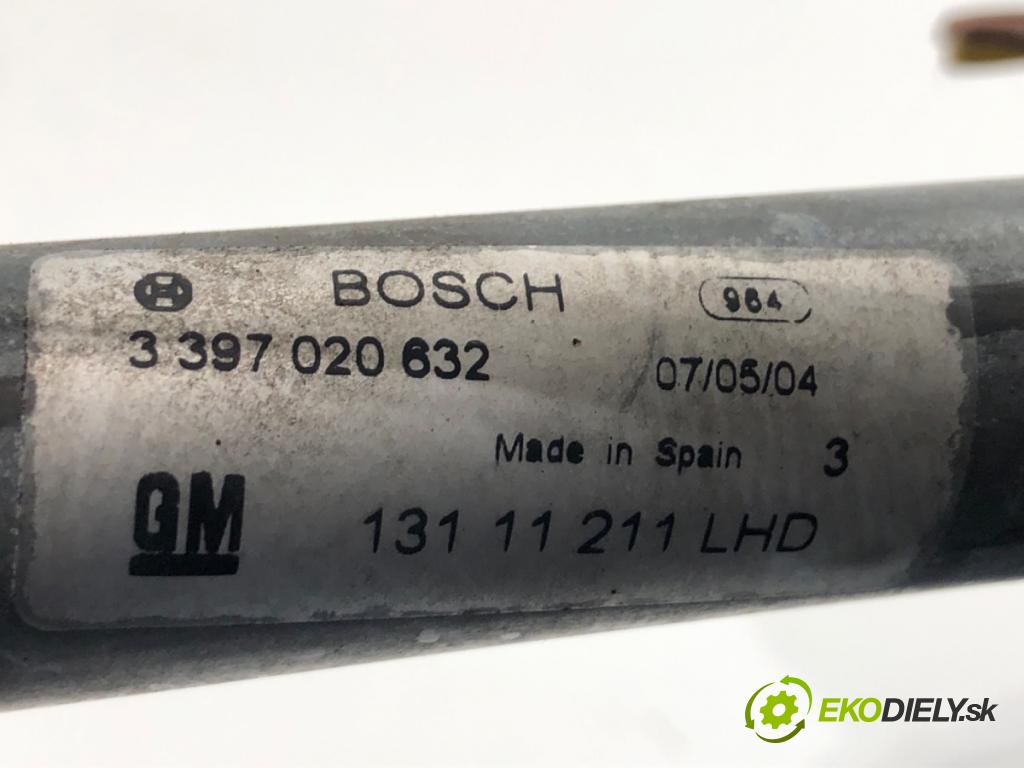 BOSCH 984
3 397 020 632 07/05/04
Made in Spain 3
GM 131 11 211 LHD
EKODIELY.sk